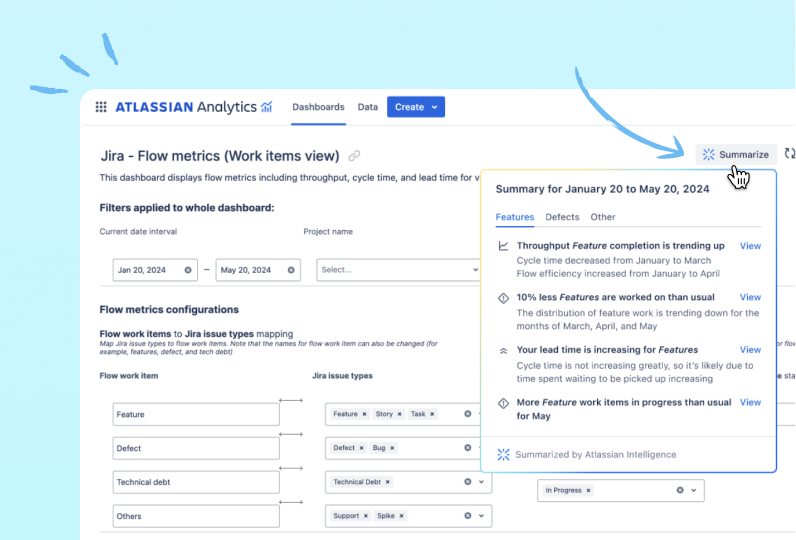 ATLASSIAN Analytics
Dashboards
Data
Create
Jira - Flow metrics (Work items view)
Summarize
This dashboard displays flow metrics including throughput, cycle time, and lead time for v
Filters applied to whole dashboard:
Current date interval
Project name
Jan 20, 2024
–
May 20, 2024
Select...
Flow metrics configurations
Flow work items to Jira issue types mapping
Map Jira issue types to flow work items. Note that the names for flow work item can also be changed (for
example, features, defect, and tech debt)
or flow
Flow work item
Jira issue types
Feature
Feature × Story × Task ×
Defect
Defect × Bug ×
Technical debt
Technical Debt ×
In Progress ×
Others
Support × Spike ×
Summary for January 20 to May 20, 2024
Features Defects Other
Throughput Feature completion is trending up View
Cycle time decreased from January to March
Flow efficiency increased from January to April
10% less Features are worked on than usual View
The distribution of feature work is trending down for the
months of March, April, and May
Your lead time is increasing for Features View
Cycle time is not increasing greatly, so it's likely due to
time spent waiting to be picked up increasing
More Feature work items in progress than usual View
for May
Summarized by Atlassian Intelligence